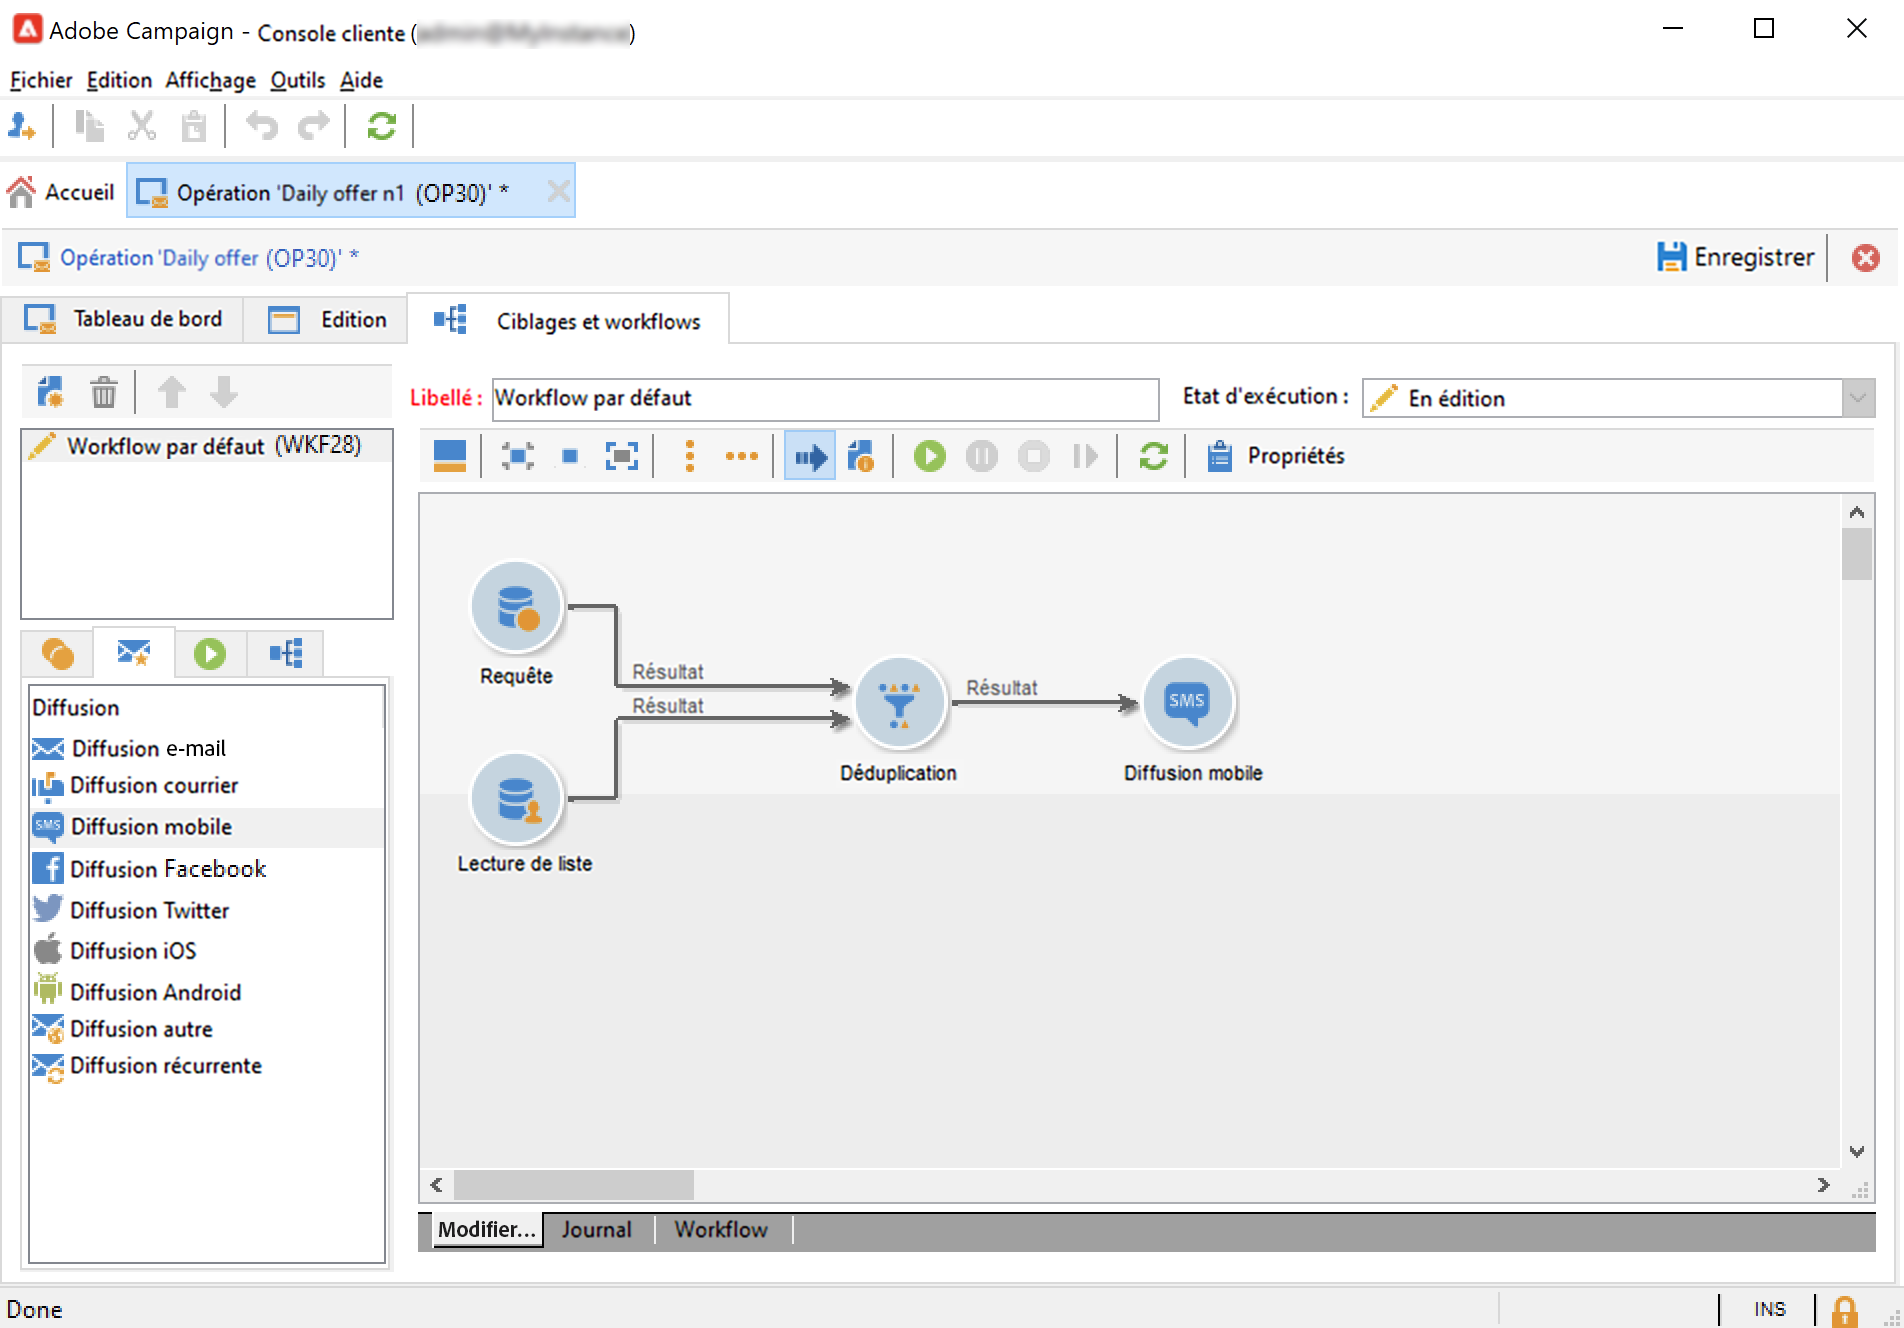 Adobe Campaign - Console cliente ( )
Fichier Edition Affichage Outils Aide
Accueil Opération 'Daily offer n1 (OP30)' *
Opération 'Daily offer (OP30)' * Enregistrer
Tableau de bord Edition Ciblages et workflows
Libellé : Workflow par défaut Etat d'exécution : En édition
Workflow par défaut (WKF28)
Propriétés
Requête
Résultat
Résultat
Résultat
SMS
Déduplication
Diffusion mobile
Lecture de liste
Diffusion
Diffusion e-mail
Diffusion courrier
SMS Diffusion mobile
Diffusion Facebook
Diffusion Twitter
Diffusion iOS
Diffusion Android
Diffusion autre
Diffusion récurrente
Modifier... Journal Workflow
Done INS